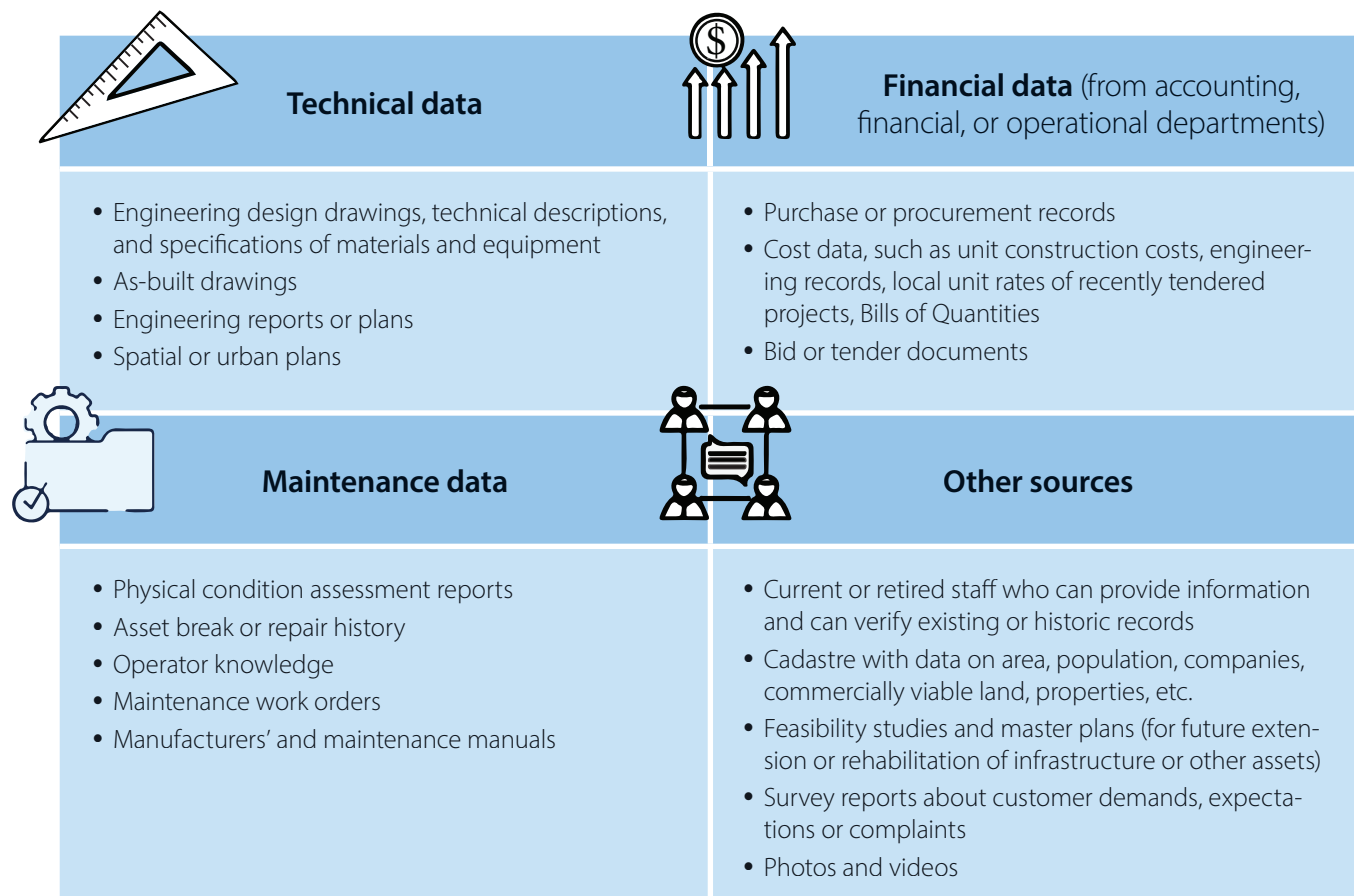 $
Technical data
Financial data (from accounting,
financial, or operational departments)
• Engineering design drawings, technical descriptions,
and specifications of materials and equipment
• As-built drawings
• Engineering reports or plans
• Spatial or urban plans
• Purchase or procurement records
• Cost data, such as unit construction costs, engineer-
ing records, local unit rates of recently tendered
projects, Bills of Quantities
• Bid or tender documents
Maintenance data
Other sources
• Physical condition assessment reports
• Asset break or repair history
• Operator knowledge
• Maintenance work orders
• Manufacturers’ and maintenance manuals
• Current or retired staff who can provide information
and can verify existing or historic records
• Cadastre with data on area, population, companies,
commercially viable land, properties, etc.
• Feasibility studies and master plans (for future exten-
sion or rehabilitation of infrastructure or other assets)
• Survey reports about customer demands, expecta-
tions or complaints
• Photos and videos